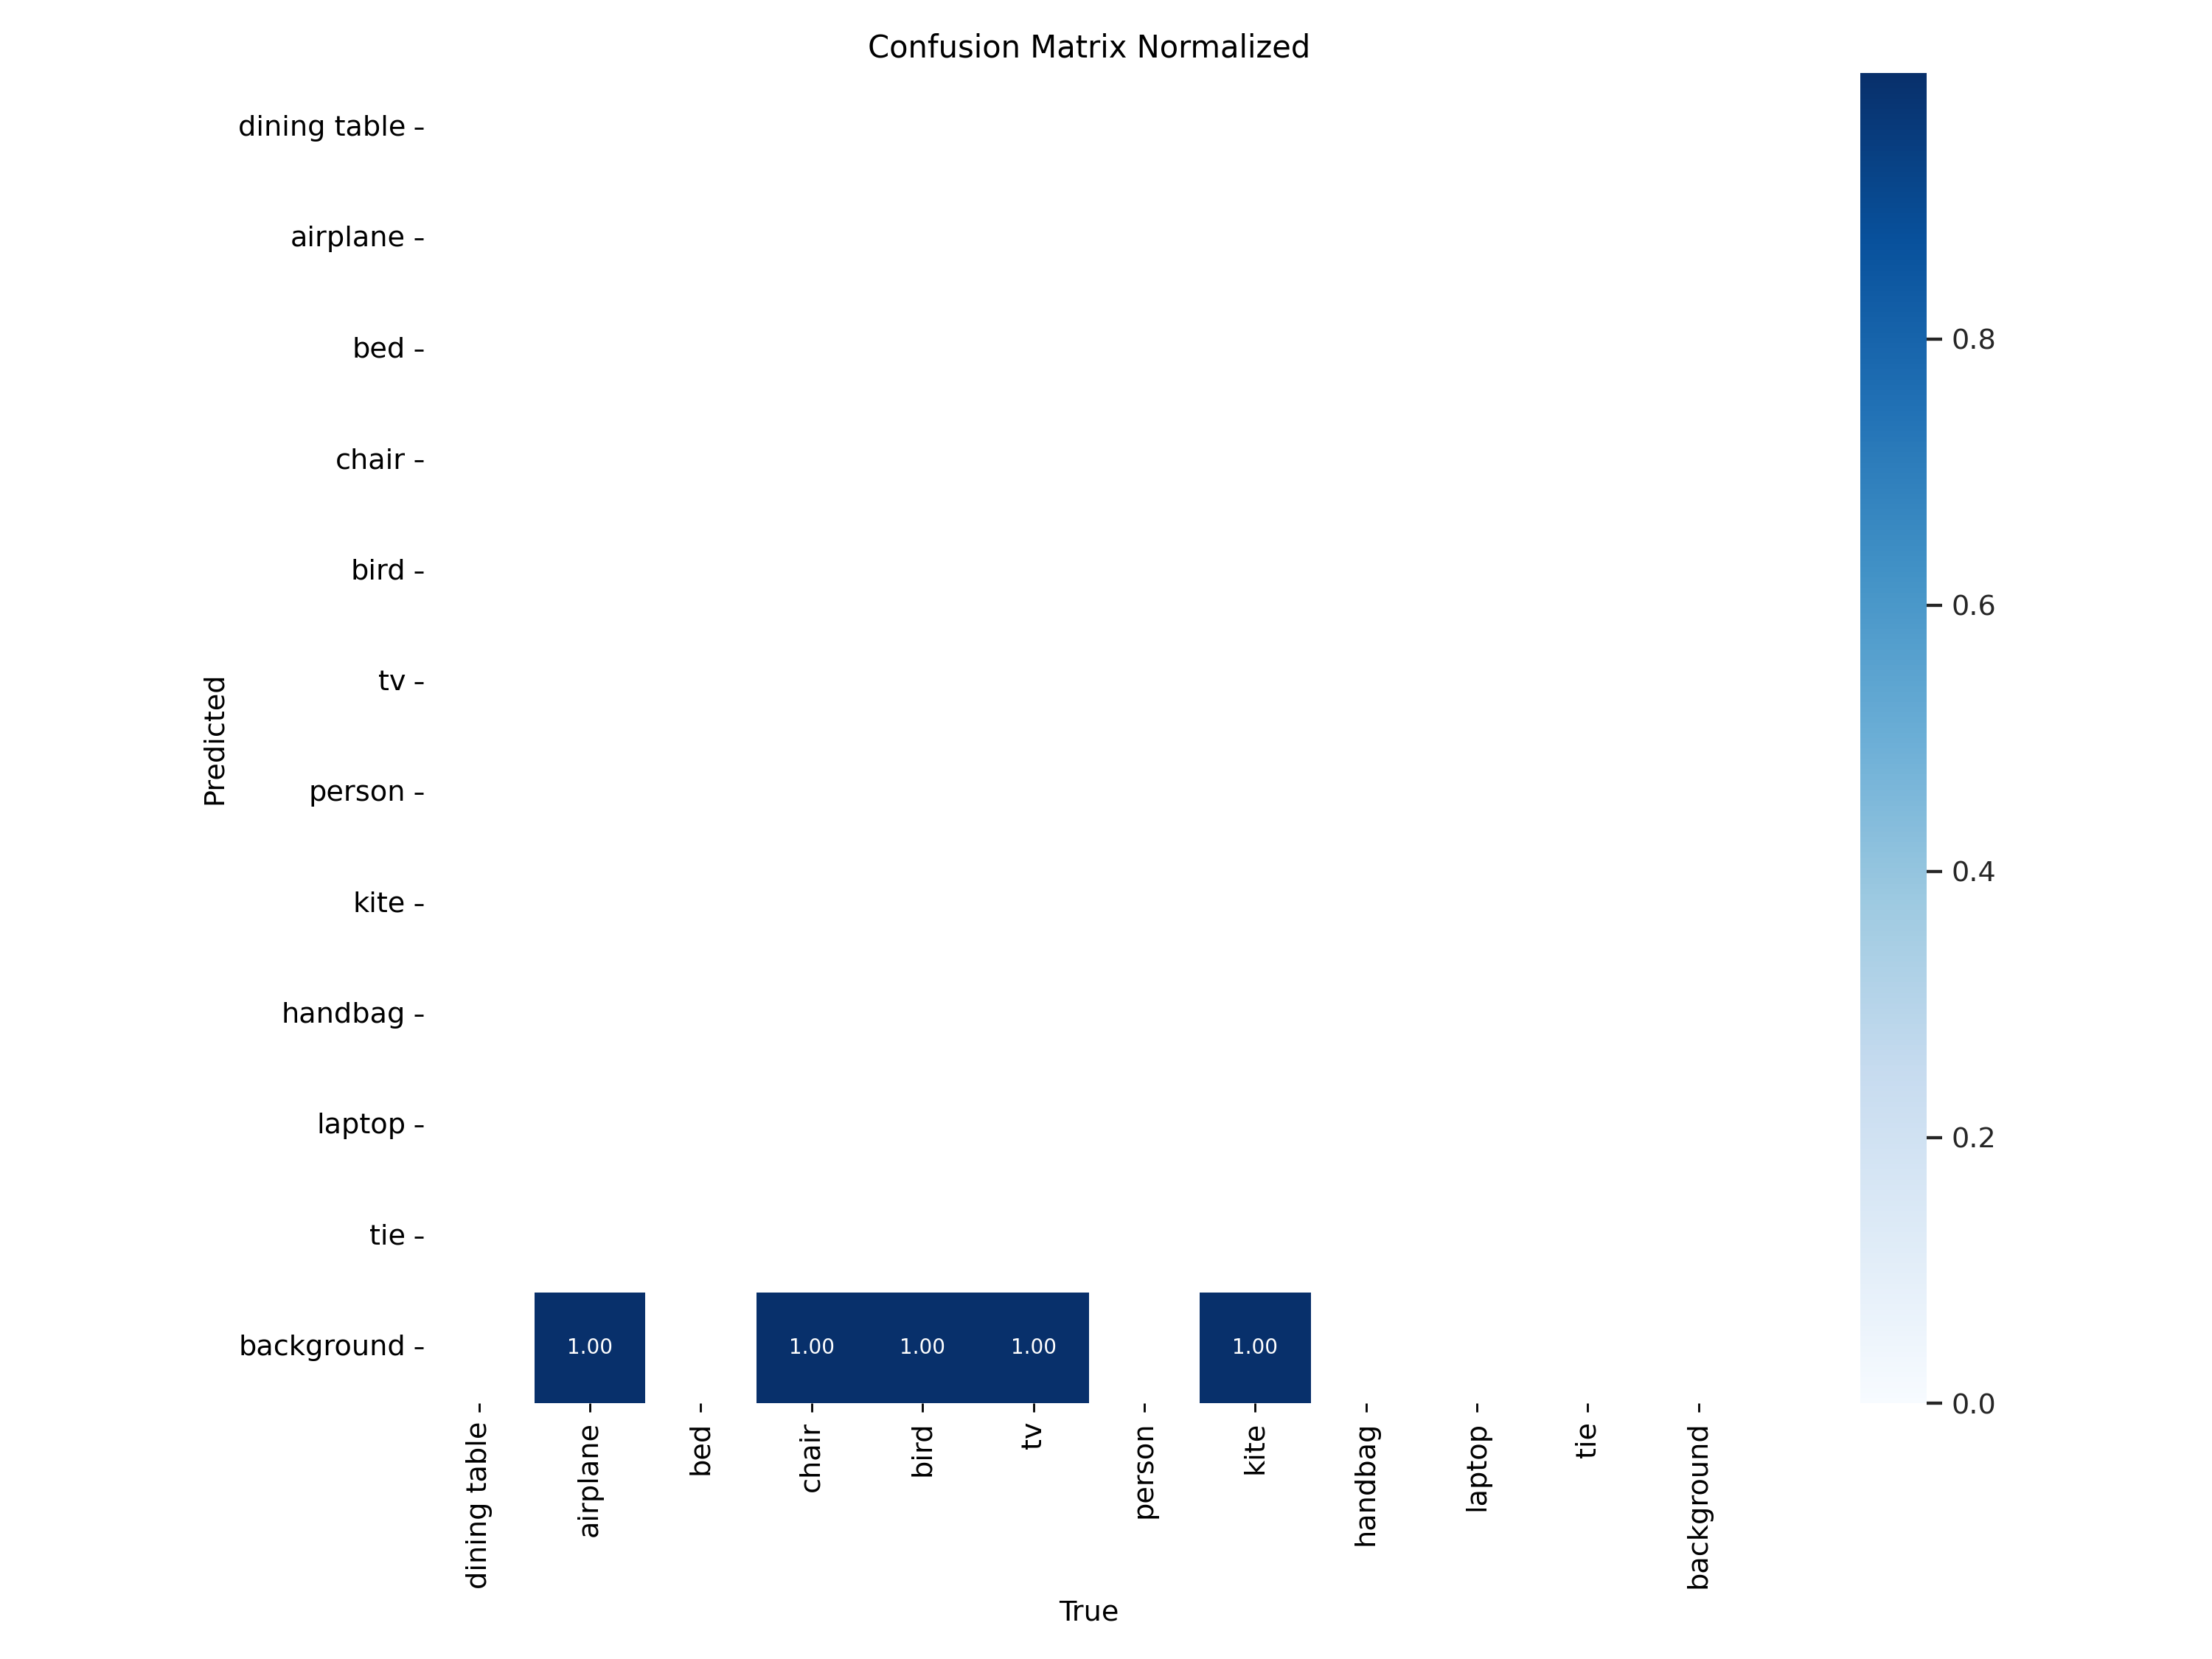 Confusion Matrix Normalized
Predicted
dining table
airplane
bed
chair
bird
tv
person
kite
handbag
laptop
tie
background
1.00 1.00 1.00 1.00 1.00
dining table airplane bed chair bird tv person kite handbag laptop tie background
True
0.8
0.6
0.4
0.2
0.0